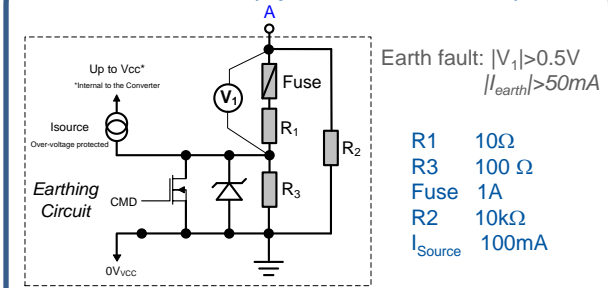 A
Up to Vcc*
*Internal to the Converter
Isource
Over-voltage protected
V1
Fuse
R1
R2
R3
Earthing
Circuit
CMD
0Vvcc
Earth fault: |V1|>0.5V
|Iearth|>50mA
R1 10Ω
R3 100 Ω
Fuse 1A
R2 10kΩ
ISource 100mA